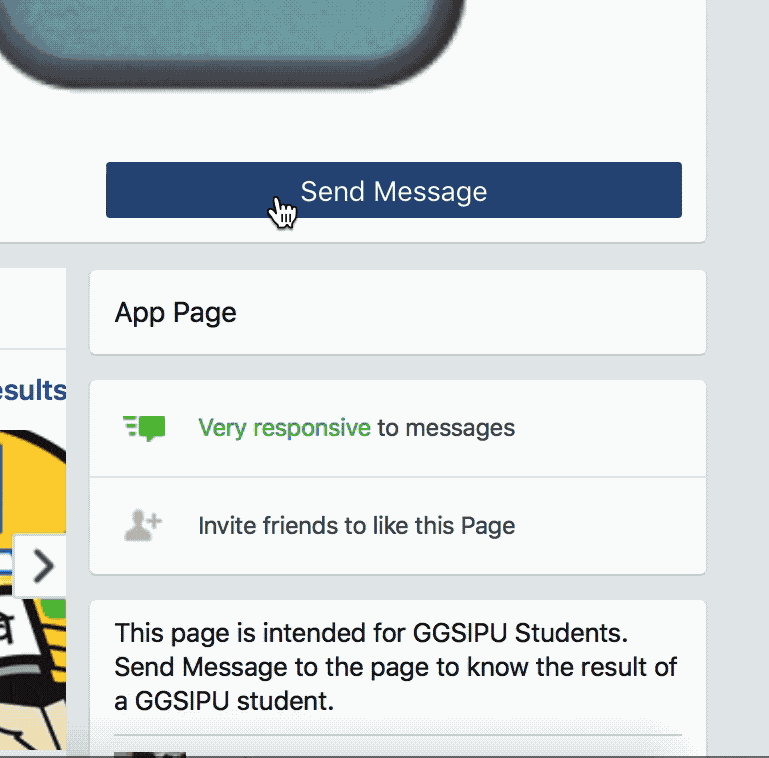 Send Message
App Page
esults
Very responsive to messages
Invite friends to like this Page
This page is intended for GGSIPU Students.
Send Message to the page to know the result of
a GGSIPU student.